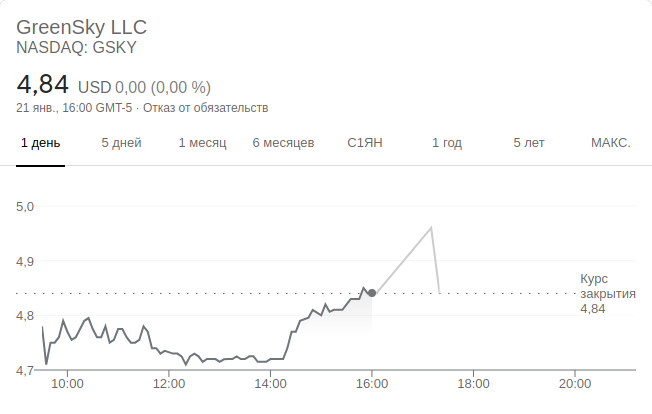 GreenSky LLC
NASDAQ: GSKY
4,84 USD 0,00 (0,00 %)
21 янв., 16:00 GMT-5 · Отказ от обязательств
1 день 5 дней 1 месяц 6 месяцев С1ЯН 1 год 5 лет МАКС.
5,0
4,9
Курс
закрытия
4,84
4,8
4,7
10:00 12:00 14:00 16:00 18:00 20:00